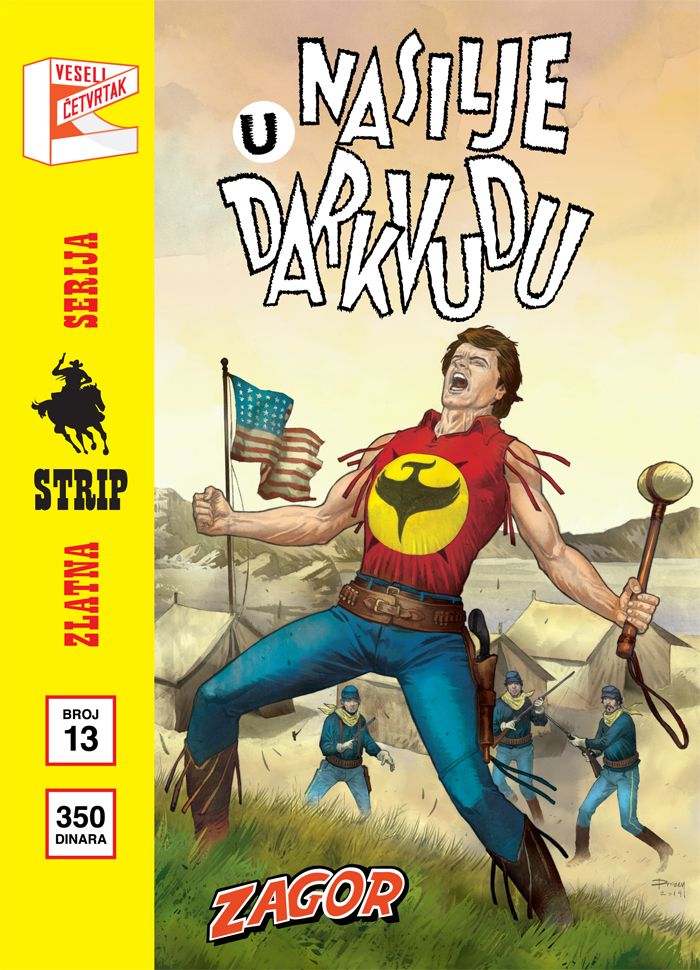 VESELI
ČETVRTAK
ZLATNA
STRIP
SERIJA
BROJ
13
350
DINARA
NASILJE
U
DARKVUDU
ZAGOR